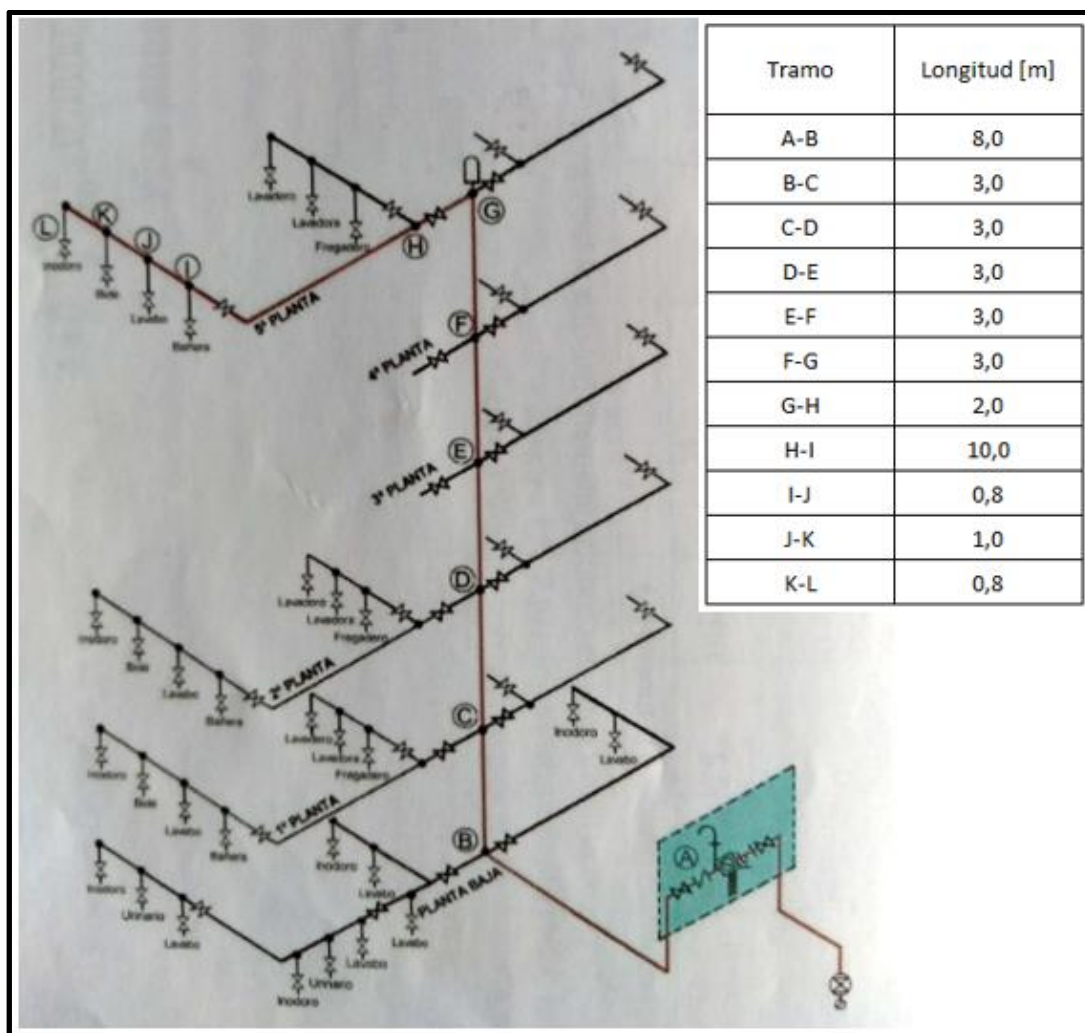 Tramo Longitud [m]
A-B 8,0
B-C 3,0
C-D 3,0
D-E 3,0
E-F 3,0
F-G 3,0
G-H 2,0
H-I 10,0
I-J 0,8
J-K 1,0
K-L 0,8
Lavadero
Lavadora
Fregadero
G
H
L
K
J
I
Inodoro
Bide
Lavabo
Bañera
5ª PLANTA
F
4ª PLANTA
E
3ª PLANTA
D
Lavadero
Lavadora
Fregadero
Inodoro
Bide
Lavabo
Bañera
2ª PLANTA
C
Lavadero
Lavadora
Fregadero
Inodoro
Lavabo
Inodoro
Bide
Lavabo
Bañera
1ª PLANTA
B
A
Inodoro
Lavabo
Lavabo
PLANTA BAJA
Inodoro
Urinario
Lavabo
Lavabo
Urinario
Inodoro
S